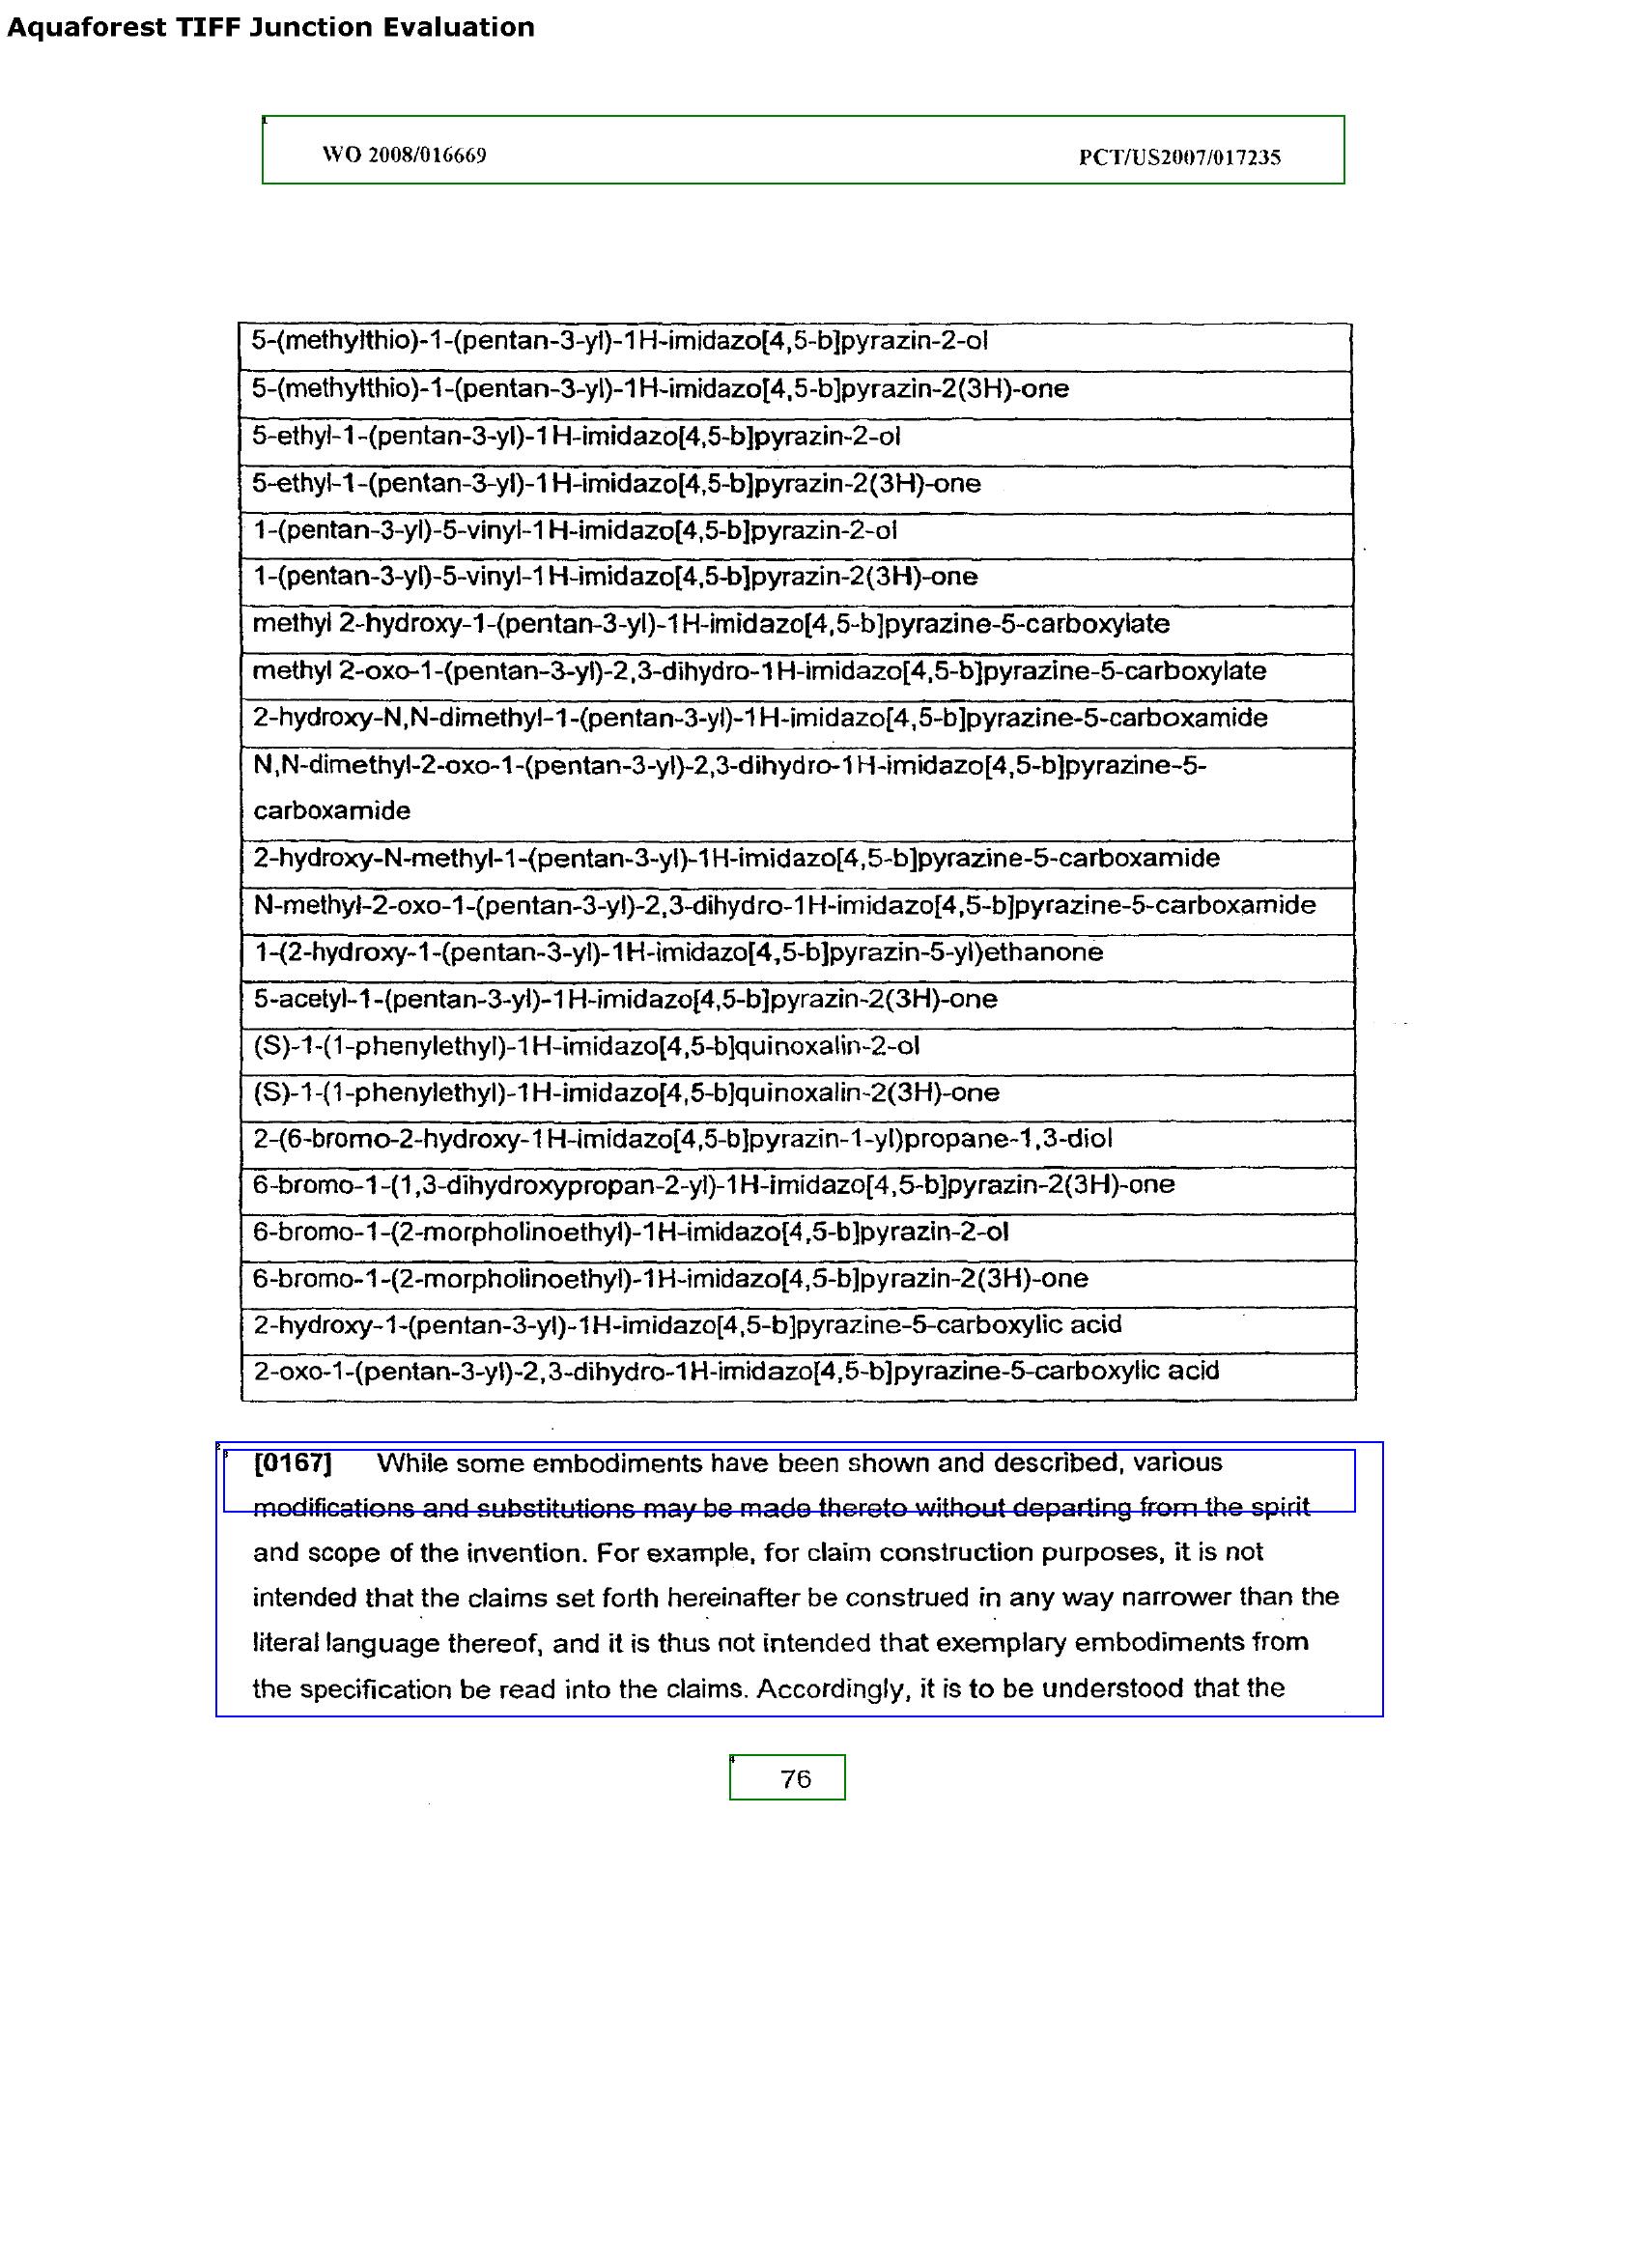 Aquaforest TIFF Junction Evaluation
WO 2008/016669 PCT/US2007/017235
5-(methylthio)-1-(pentan-3-yl)-1H-imidazo[4,5-b]pyrazin-2-ol
5-(methylthio)-1-(pentan-3-yl)-1H-imidazo[4,5-b]pyrazin-2(3H)-one
5-ethyl-1-(pentan-3-yl)-1H-imidazo[4,5-b]pyrazin-2-ol
5-ethyl-1-(pentan-3-yl)-1H-imidazo[4,5-b]pyrazin-2(3H)-one
1-(pentan-3-yl)-5-vinyl-1H-imidazo[4,5-b]pyrazin-2-ol
1-(pentan-3-yl)-5-vinyl-1H-imidazo[4,5-b]pyrazin-2(3H)-one
methyl 2-hydroxy-1-(pentan-3-yl)-1H-imidazo[4,5-b]pyrazine-5-carboxylate
methyl 2-oxo-1-(pentan-3-yl)-2,3-dihydro-1H-imidazo[4,5-b]pyrazine-5-carboxylate
2-hydroxy-N,N-dimethyl-1-(pentan-3-yl)-1H-imidazo[4,5-b]pyrazine-5-carboxamide
N,N-dimethyl-2-oxo-1-(pentan-3-yl)-2,3-dihydro-1H-imidazo[4,5-b]pyrazine-5-
carboxamide
2-hydroxy-N-methyl-1-(pentan-3-yl)-1H-imidazo[4,5-b]pyrazine-5-carboxamide
N-methyl-2-oxo-1-(pentan-3-yl)-2,3-dihydro-1H-imidazo[4,5-b]pyrazine-5-carboxamide
1-(2-hydroxy-1-(pentan-3-yl)-1H-imidazo[4,5-b]pyrazin-5-yl)ethanone
5-acetyl-1-(pentan-3-yl)-1H-imidazo[4,5-b]pyrazin-2(3H)-one
(S)-1-(1-phenylethyl)-1H-imidazo[4,5-b]quinoxalin-2-ol
(S)-1-(1-phenylethyl)-1H-imidazo[4,5-b]quinoxalin-2(3H)-one
2-(6-bromo-2-hydroxy-1H-imidazo[4,5-b]pyrazin-1-yl)propane-1,3-diol
6-bromo-1-(1,3-dihydroxypropan-2-yl)-1H-imidazo[4,5-b]pyrazin-2(3H)-one
6-bromo-1-(2-morpholinoethyl)-1H-imidazo[4,5-b]pyrazin-2-ol
6-bromo-1-(2-morpholinoethyl)-1H-imidazo[4,5-b]pyrazin-2(3H)-one
2-hydroxy-1-(pentan-3-yl)-1H-imidazo[4,5-b]pyrazine-5-carboxylic acid
2-oxo-1-(pentan-3-yl)-2,3-dihydro-1H-imidazo[4,5-b]pyrazine-5-carboxylic acid
[0167] While some embodiments have been shown and described, various
modifications and substitutions may be made thereto without departing from the spirit
and scope of the invention. For example, for claim construction purposes, it is not
intended that the claims set forth hereinafter be construed in any way narrower than the
literal language thereof, and it is thus not intended that exemplary embodiments from
the specification be read into the claims. Accordingly, it is to be understood that the
76